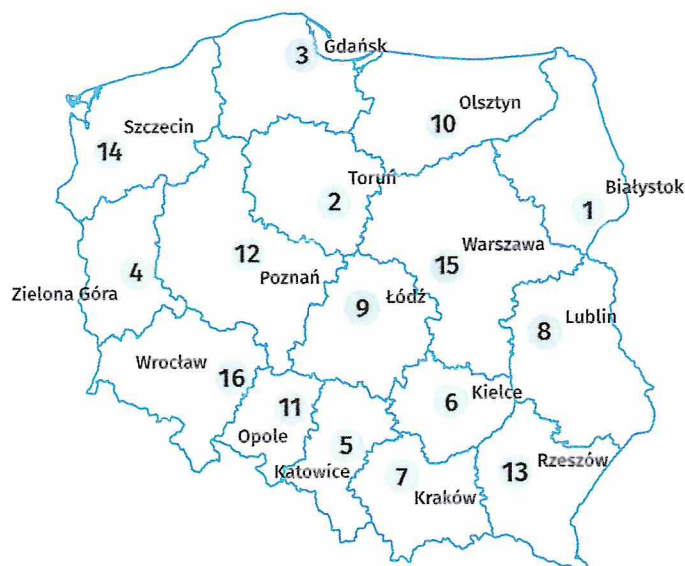 Gdańsk
3
Olsztyn
10
Szczecin
14
Toruń
2
Białystok
1
Warszawa
15
12
Poznań
4
Zielona Góra
Łódź
9
Lublin
8
Wrocław
16
Kielce
6
11
Opole
5
Katowice
7
Kraków
Rzeszów
13